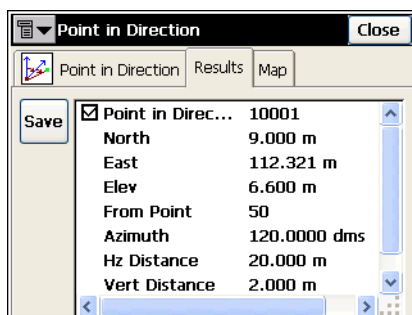 Point in Direction Close
Point in Direction Results Map
Save
Point in Direc... 10001
North 9.000 m
East 112.321 m
Elev 6.600 m
From Point 50
Azimuth 120.0000 dms
Hz Distance 20.000 m
Vert Distance 2.000 m